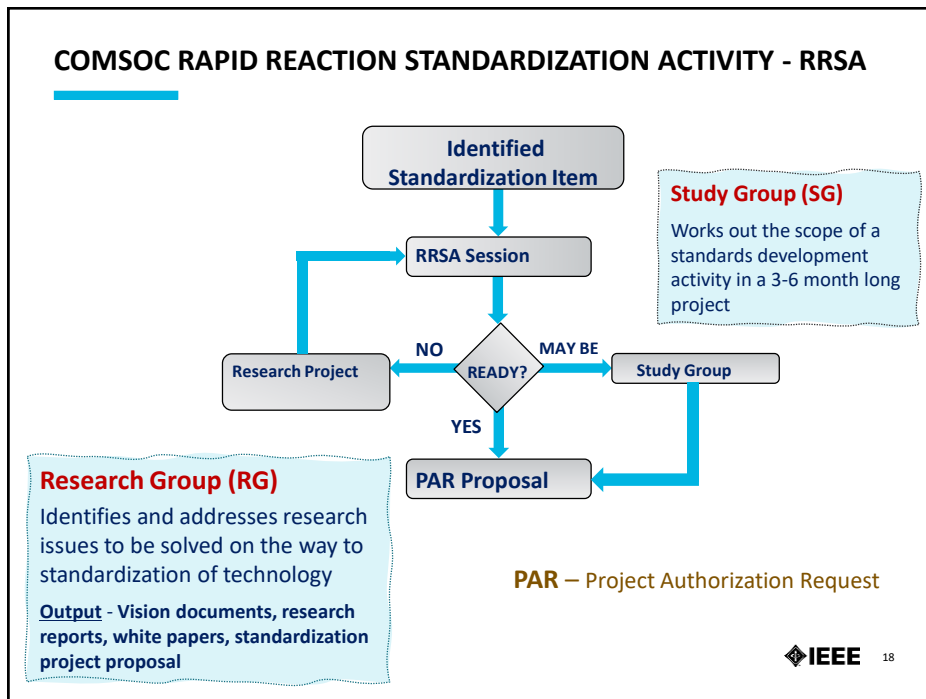 COMSOC RAPID REACTION STANDARDIZATION ACTIVITY - RRSA
Identified
Standardization Item
Study Group (SG)
Works out the scope of a
standards development
activity in a 3-6 month long
project
RRSA Session
NO
MAY BE
Research Project
READY?
Study Group
YES
PAR Proposal
Research Group (RG)
Identifies and addresses research
issues to be solved on the way to
standardization of technology
Output - Vision documents, research
reports, white papers, standardization
project proposal
PAR – Project Authorization Request
IEEE
18